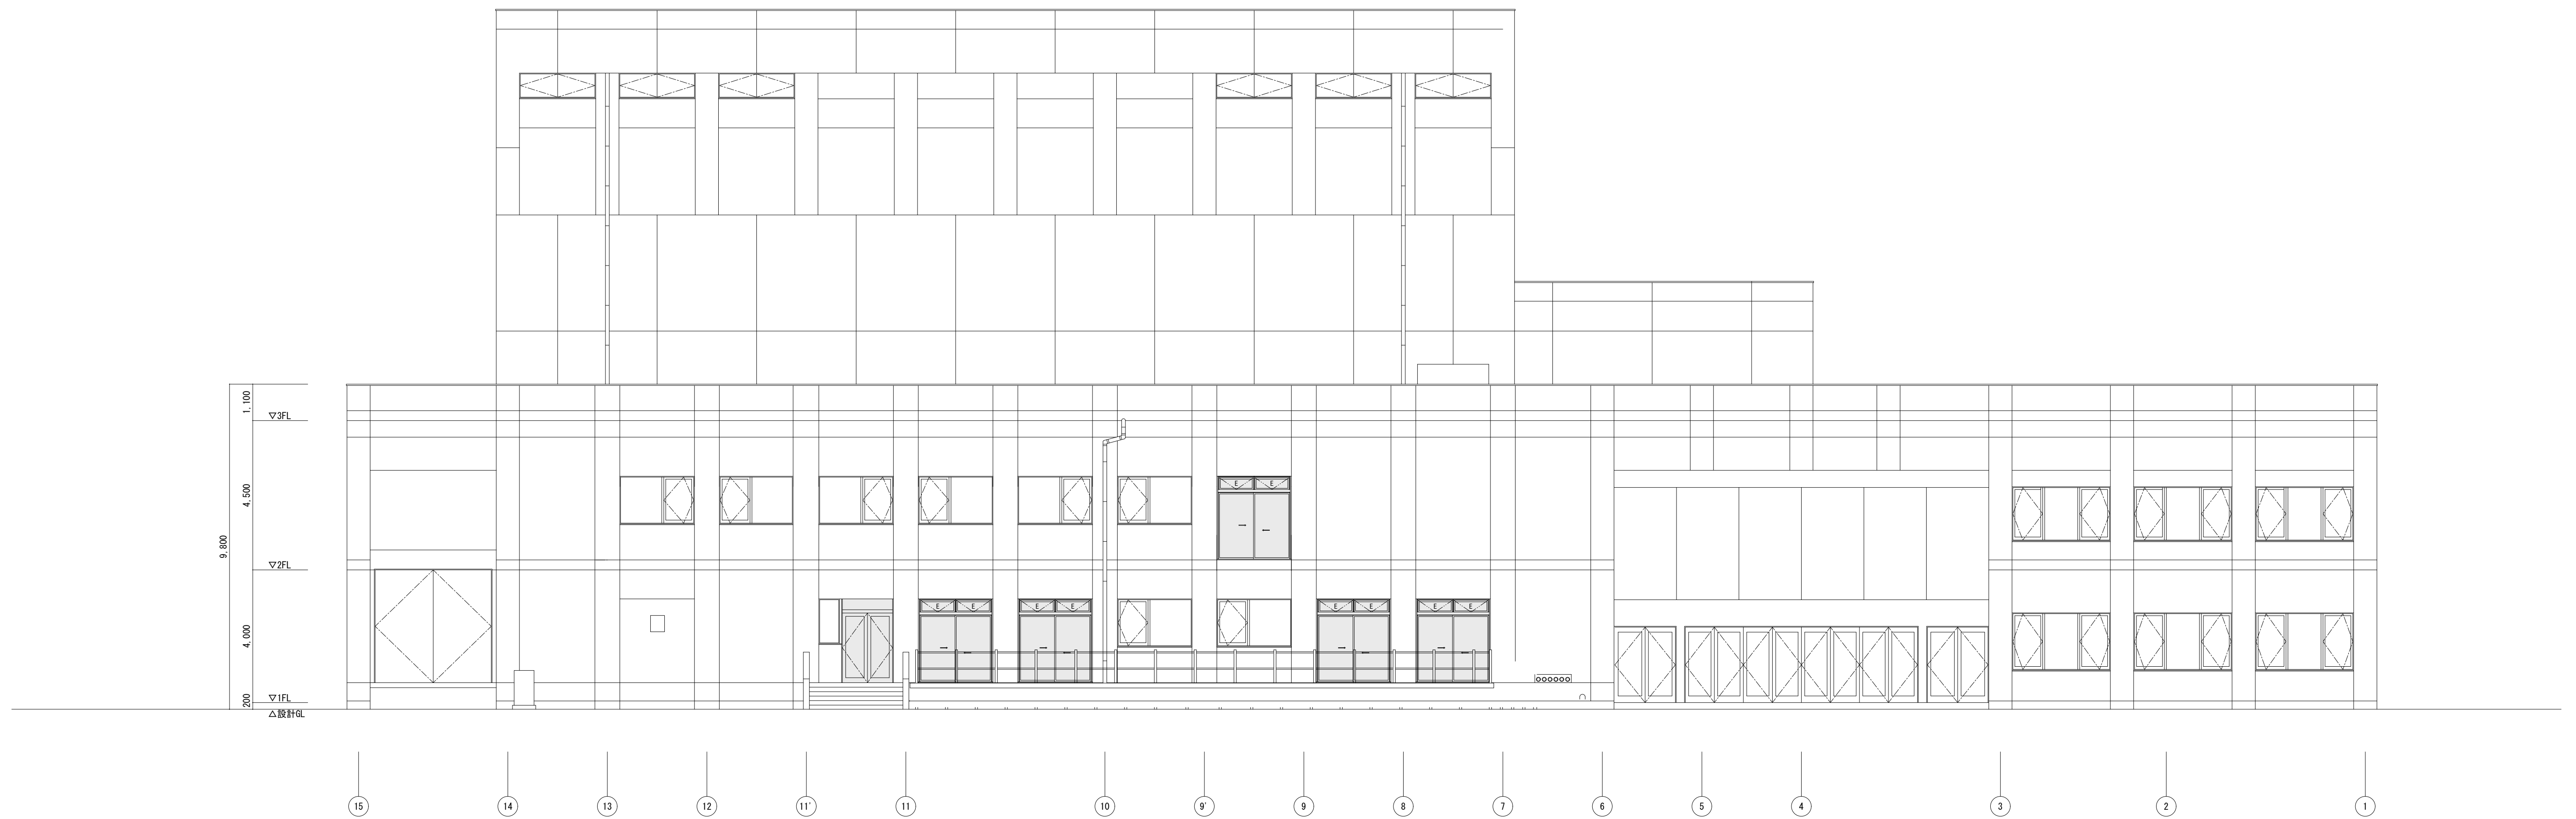 1,100
▽3FL
E E
4,500
9,800
▽2FL
E E
E E
E E
E E
4,000
▽1FL
200
△設計GL
15 14 13 12 11' 11 10 9' 9 8 7 6 5 4 3 2 1